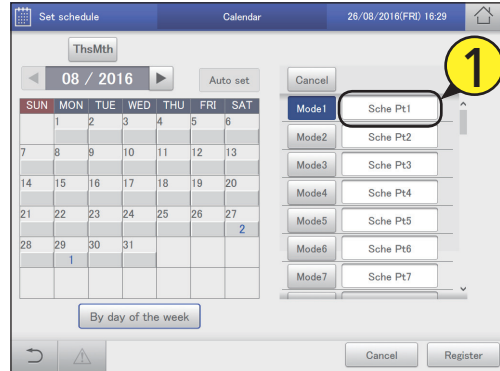 Set schedule Calendar 26/08/2016(FRI) 16:29
ThsMth
08 / 2016 Auto set Cancel
1
SUN MON TUE WED THU FRI SAT
1 2 3 4 5 6
7 8 9 10 11 12 13
14 15 16 17 18 19 20
21 22 23 24 25 26 27
2
28 29 30 31
1
Mode1 Sche Pt1
Mode2 Sche Pt2
Mode3 Sche Pt3
Mode4 Sche Pt4
Mode5 Sche Pt5
Mode6 Sche Pt6
Mode7 Sche Pt7
By day of the week
Cancel Register